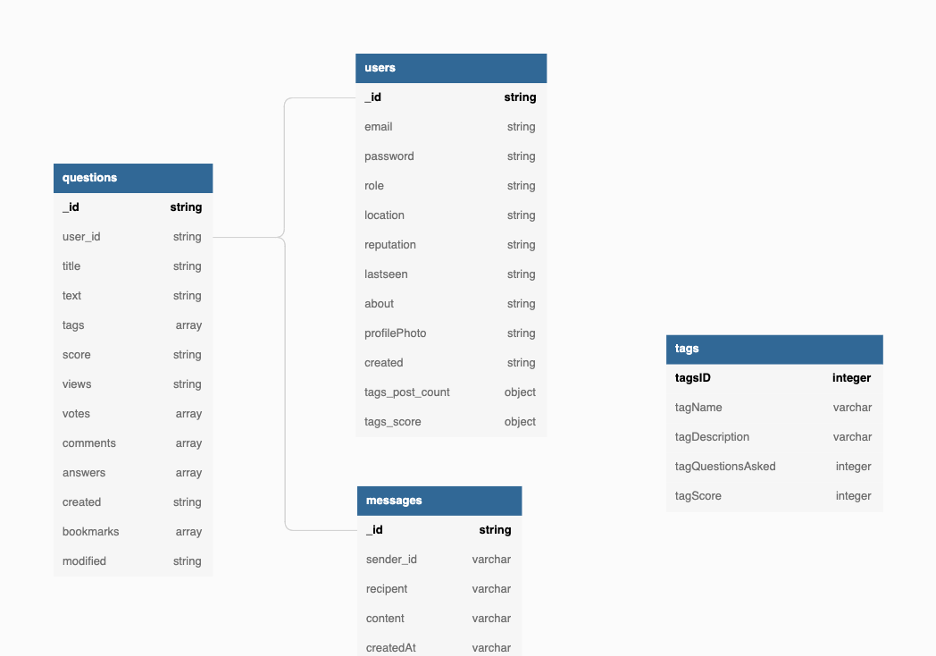 users
_id string
email string
password string
role string
location string
reputation string
lastseen string
about string
profilePhoto string
created string
tags_post_count object
tags_score object
questions
_id string
user_id string
title string
text string
tags array
score string
views string
votes array
comments array
answers array
created string
bookmarks array
modified string
messages
_id string
sender_id varchar
recipent varchar
content varchar
createdAt varchar
tags
tagsID integer
tagName varchar
tagDescription varchar
tagQuestionsAsked integer
tagScore integer